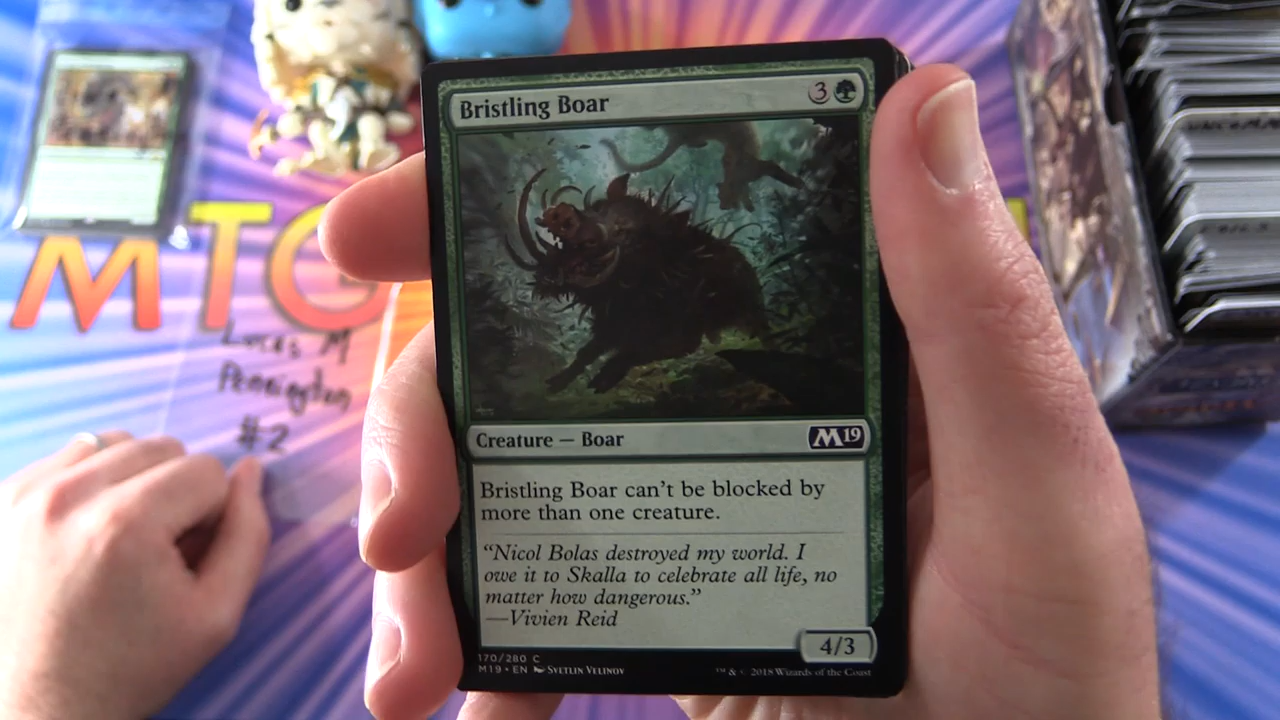 Bristling Boar
3
Creature — Boar
M19
Bristling Boar can't be blocked by
more than one creature.
“Nicol Bolas destroyed my world. I
owe it to Skalla to celebrate all life, no
matter how dangerous.”
—Vivien Reid
4/3
170/280 C
M19 • EN Svetlin Velinov
™ & © 2018 Wizards of the Coast
MTG
Lucas M
Pennington
#2